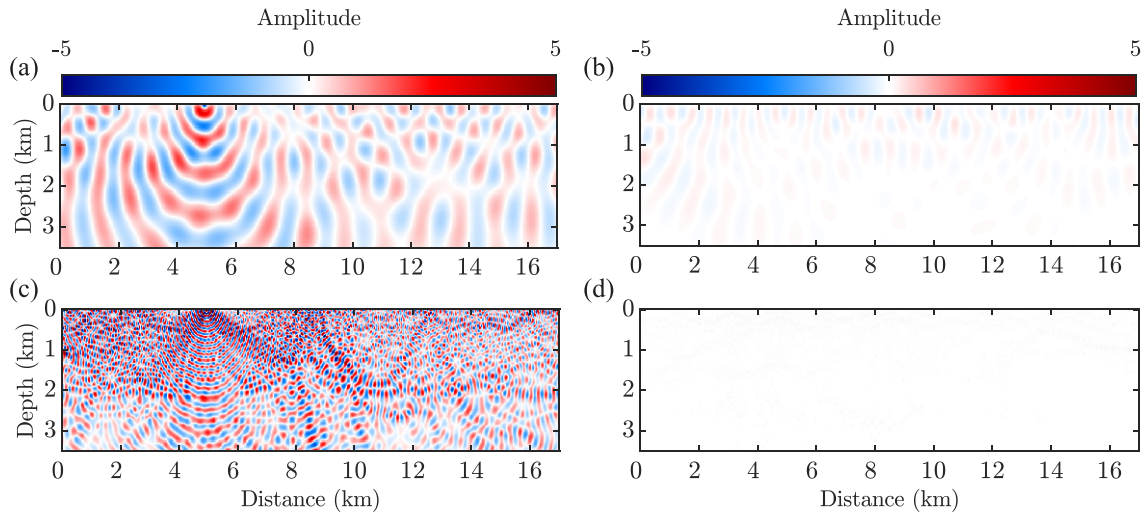 Amplitude Amplitude
-5 0 5 -5 0 5
(a) (b)
0 0
1 1
2 2
3 3
Depth (km)
0 2 4 6 8 10 12 14 16 0 2 4 6 8 10 12 14 16
(c) (d)
0 0
1 1
2 2
3 3
Depth (km)
0 2 4 6 8 10 12 14 16 0 2 4 6 8 10 12 14 16
Distance (km) Distance (km)